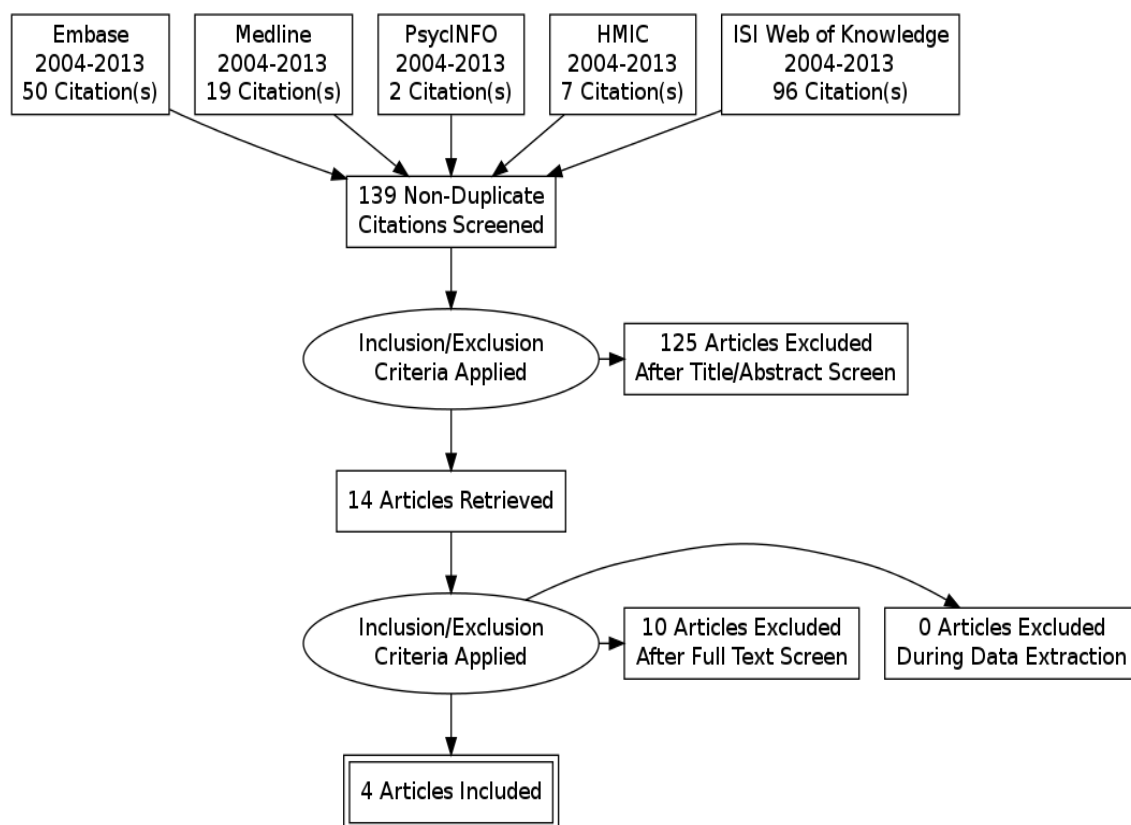 Embase
2004-2013
50 Citation(s)
Medline
2004-2013
19 Citation(s)
PsycINFO
2004-2013
2 Citation(s)
HMIC
2004-2013
7 Citation(s)
ISI Web of Knowledge
2004-2013
96 Citation(s)
139 Non-Duplicate
Citations Screened
Inclusion/Exclusion
Criteria Applied
125 Articles Excluded
After Title/Abstract Screen
14 Articles Retrieved
Inclusion/Exclusion
Criteria Applied
10 Articles Excluded
After Full Text Screen
0 Articles Excluded
During Data Extraction
4 Articles Included